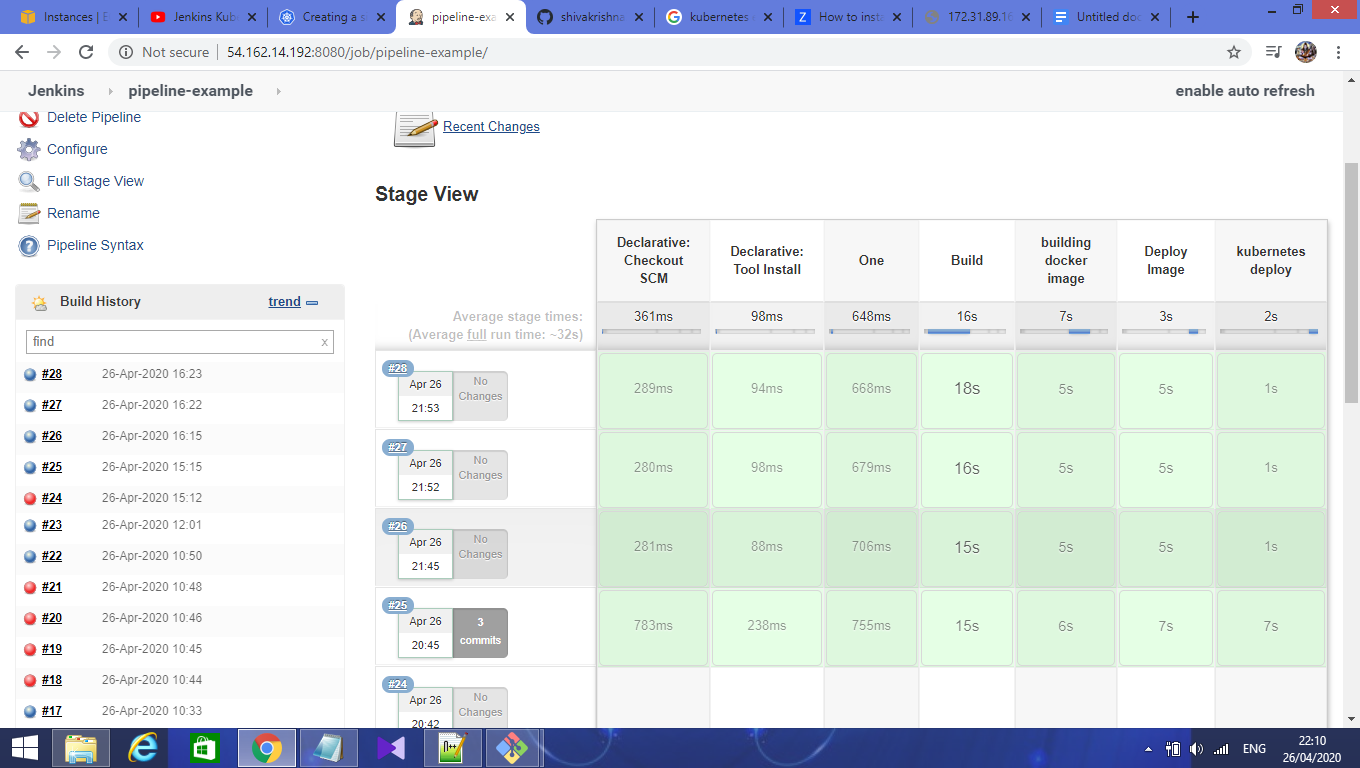 Instances | E
Jenkins Kub
Creating a s
pipeline-exa
shivakrishna
kubernetes
How to insta
172.31.89.16
Untitled doc
Not secure
54.162.14.192:8080/job/pipeline-example/
Jenkins
pipeline-example
enable auto refresh
Delete Pipeline
Configure
Full Stage View
Rename
Pipeline Syntax
Build History
trend
find
x
#28 26-Apr-2020 16:23
#27 26-Apr-2020 16:22
#26 26-Apr-2020 16:15
#25 26-Apr-2020 15:15
#24 26-Apr-2020 15:12
#23 26-Apr-2020 12:01
#22 26-Apr-2020 10:50
#21 26-Apr-2020 10:48
#20 26-Apr-2020 10:46
#19 26-Apr-2020 10:45
#18 26-Apr-2020 10:44
#17 26-Apr-2020 10:33
Recent Changes
Stage View
Declarative:
Checkout
SCM
Declarative:
Tool Install
One
Build
building
docker
image
Deploy
Image
kubernetes
deploy
Average stage times:
(Average full run time: ~32s)
361ms
98ms
648ms
16s
7s
3s
2s
#28
Apr 26
21:53
No
Changes
289ms
94ms
668ms
18s
5s
5s
1s
#27
Apr 26
21:52
No
Changes
280ms
98ms
679ms
16s
5s
5s
1s
#26
Apr 26
21:45
No
Changes
281ms
88ms
706ms
15s
5s
5s
1s
#25
Apr 26
20:45
3
commits
783ms
238ms
755ms
15s
6s
7s
7s
#24
Apr 26
20:42
No
Changes
ENG
22:10
26/04/2020